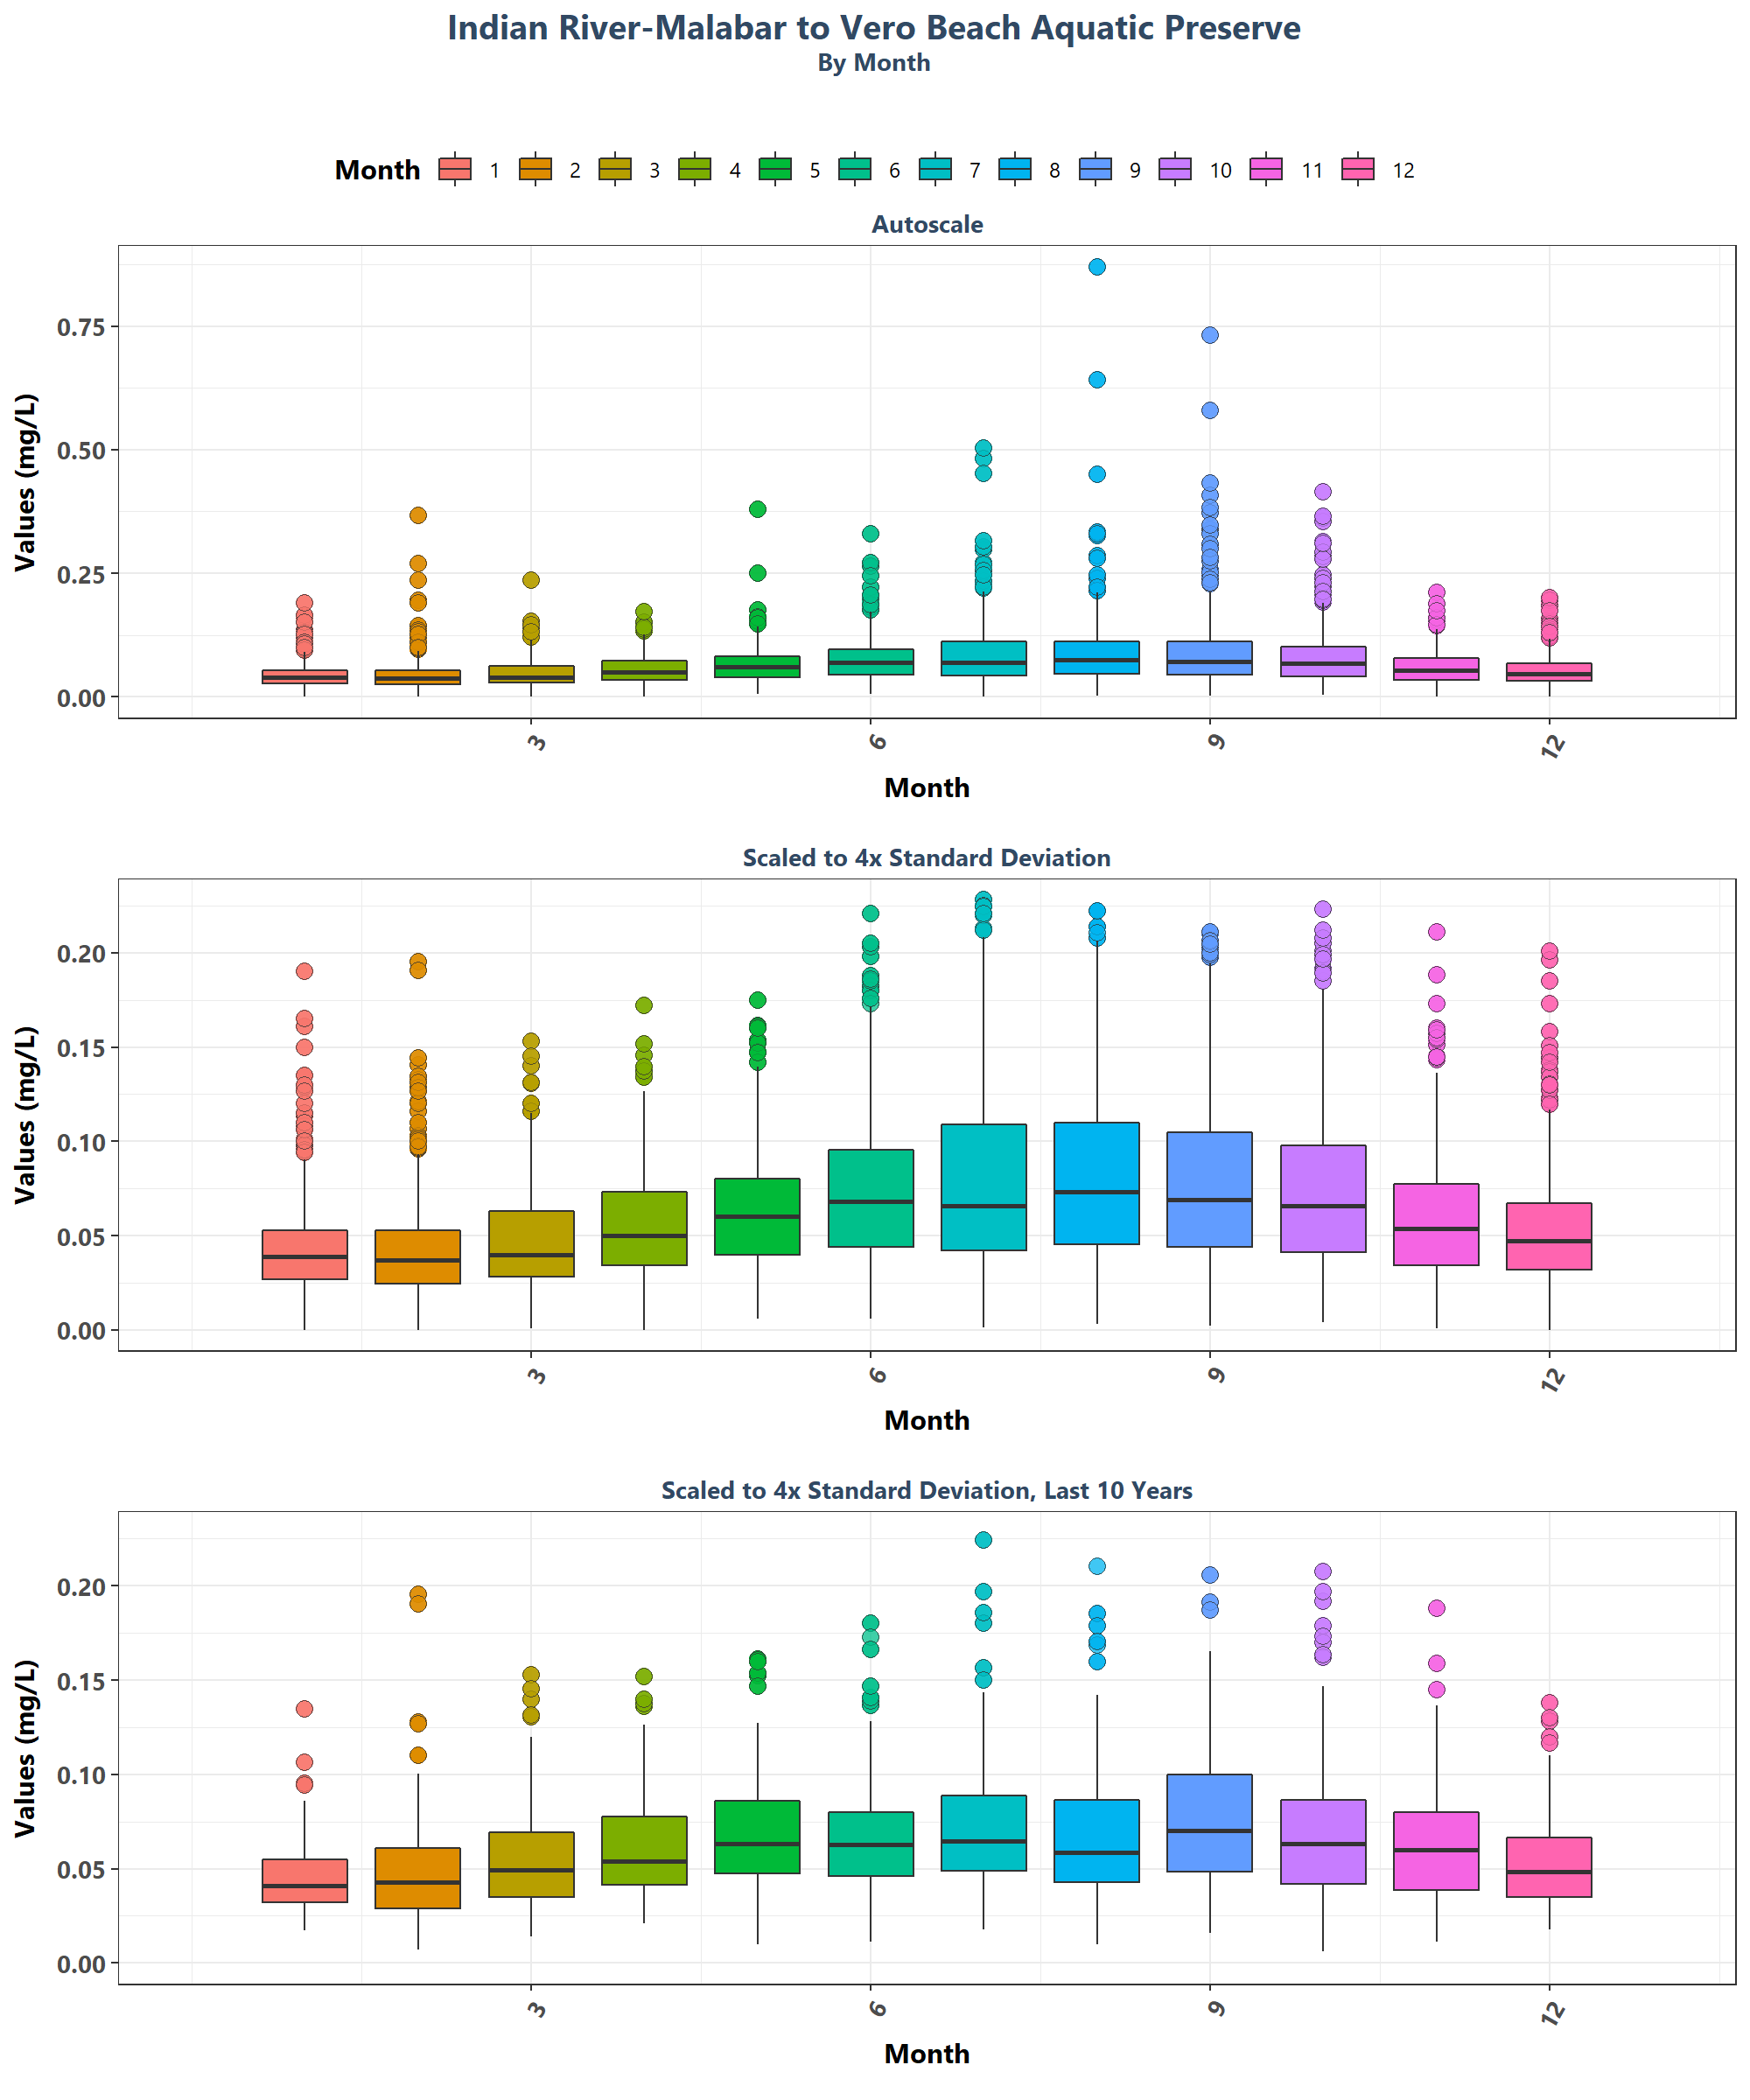 Indian River-Malabar to Vero Beach Aquatic Preserve
By Month
Month 1 2 3 4 5 6 7 8 9 10 11 12
Autoscale
Values (mg/L)
0.75
0.50
0.25
0.00
3 6 9 12
Month
Scaled to 4x Standard Deviation
Values (mg/L)
0.20
0.15
0.10
0.05
0.00
3 6 9 12
Month
Scaled to 4x Standard Deviation, Last 10 Years
Values (mg/L)
0.20
0.15
0.10
0.05
0.00
3 6 9 12
Month